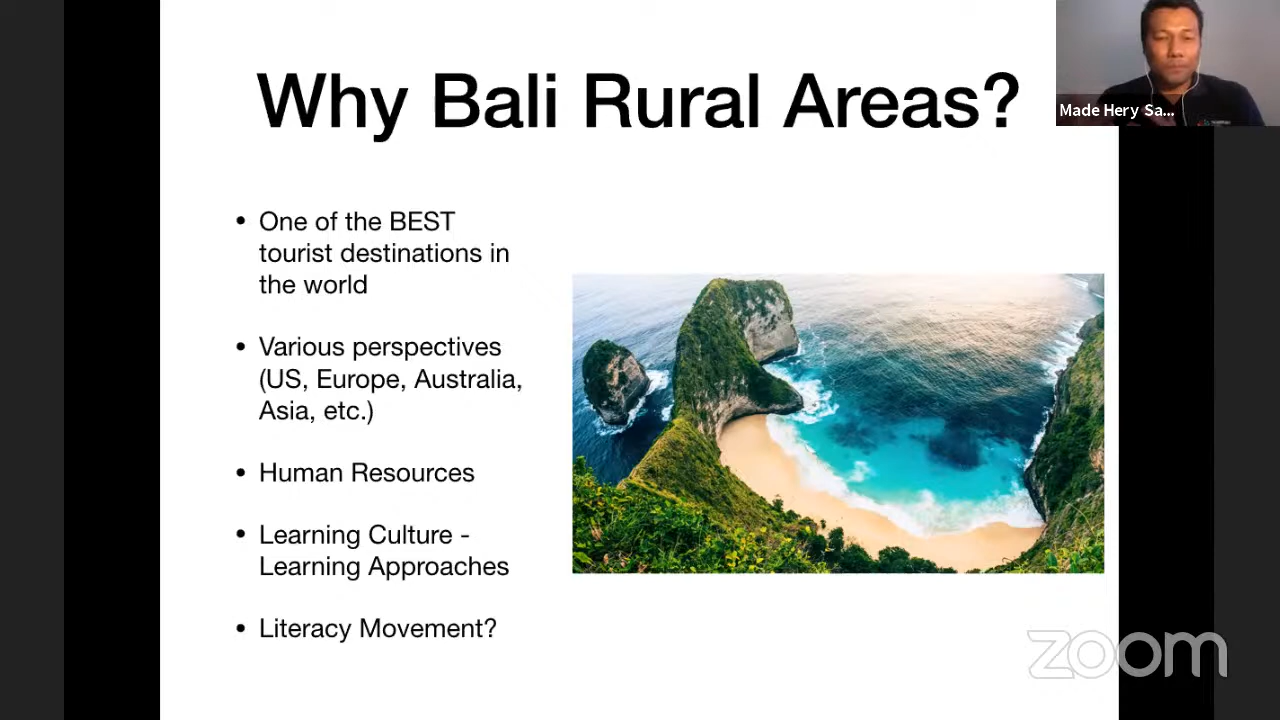 Why Bali Rural Areas?
Made Hery Sa...
• One of the BEST
tourist destinations in
the world
• Various perspectives
(US, Europe, Australia,
Asia, etc.)
• Human Resources
• Learning Culture -
Learning Approaches
• Literacy Movement?
zoom